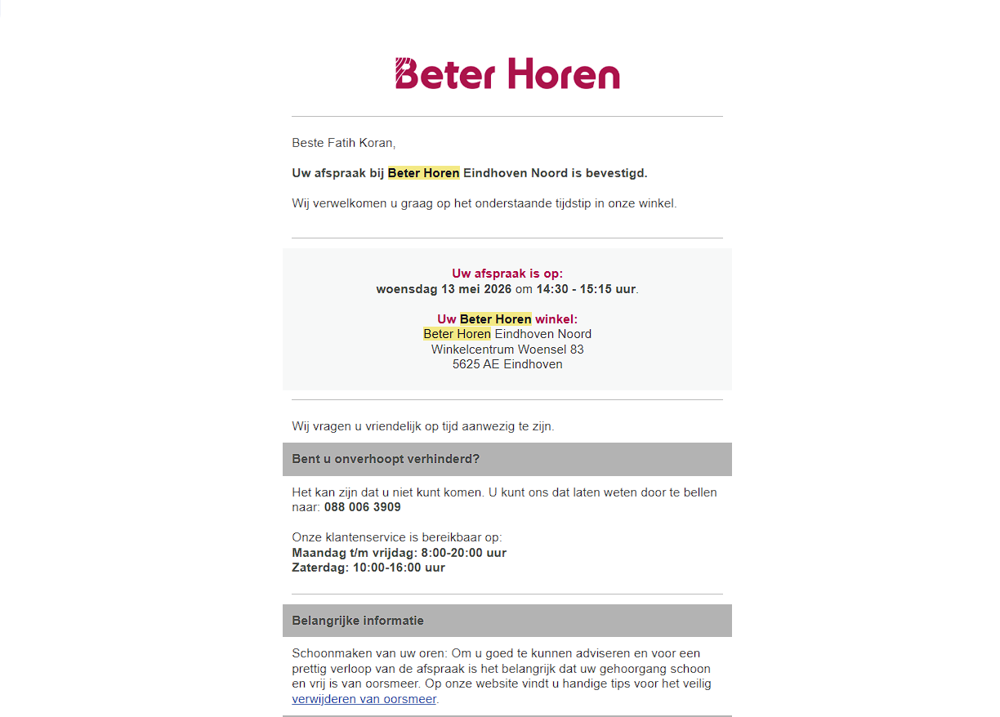 Beter Horen
Beste Fatih Koran,
Uw afspraak bij Beter Horen Eindhoven Noord is bevestigd.
Wij verwelkomen u graag op het onderstaande tijdstip in onze winkel.
Uw afspraak is op:
woensdag 13 mei 2026 om 14:30 - 15:15 uur.
Uw Beter Horen winkel:
Beter Horen Eindhoven Noord
Winkelcentrum Woensel 83
5625 AE Eindhoven
Wij vragen u vriendelijk op tijd aanwezig te zijn.
Bent u onverhoopt verhinderd?
Het kan zijn dat u niet kunt komen. U kunt ons dat laten weten door te bellen
naar: 088 006 3909
Onze klantenservice is bereikbaar op:
Maandag t/m vrijdag: 8:00-20:00 uur
Zaterdag: 10:00-16:00 uur
Belangrijke informatie
Schoonmaken van uw oren: Om u goed te kunnen adviseren en voor een
prettig verloop van de afspraak is het belangrijk dat uw gehoorgang schoon
en vrij is van oorsmeer. Op onze website vindt u handige tips voor het veilig
verwijderen van oorsmeer.